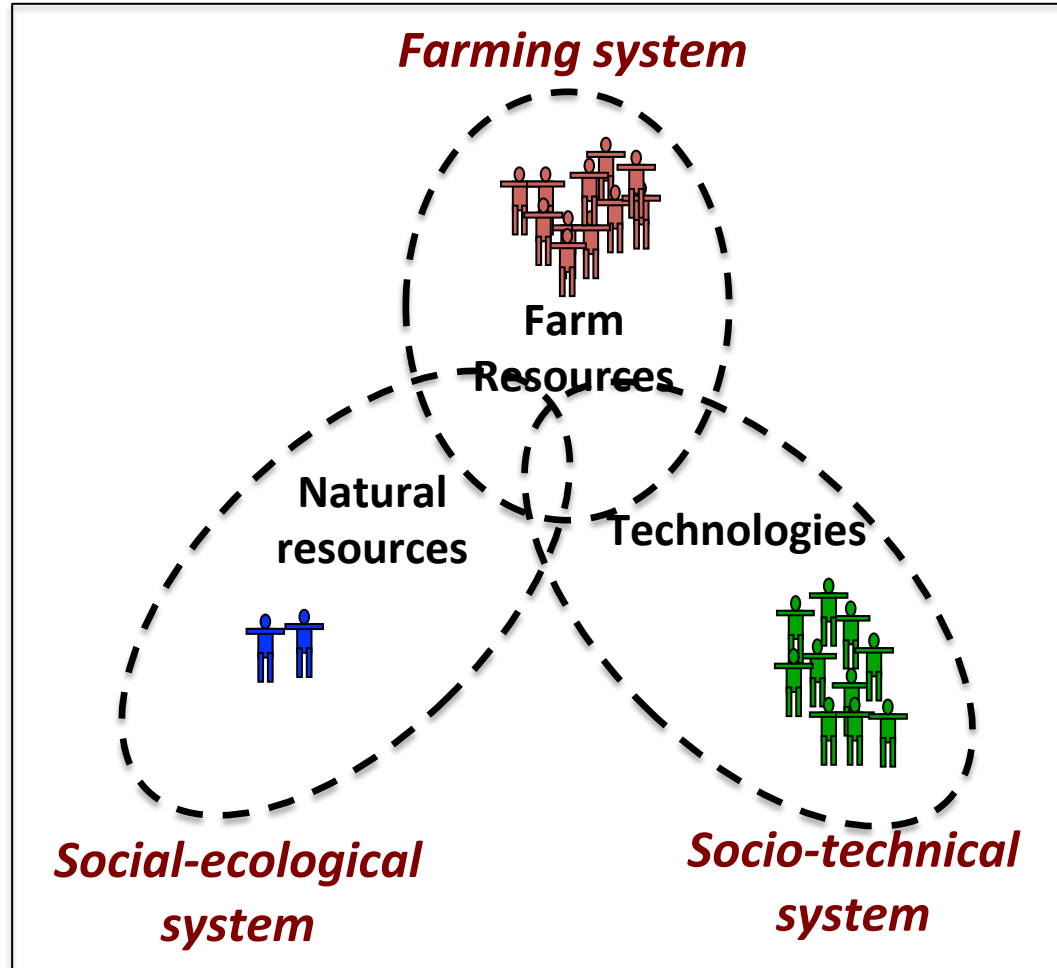 Farming system
Farm
Resources
Natural
resources
Technologies
Social-ecological
system
Socio-technical
system